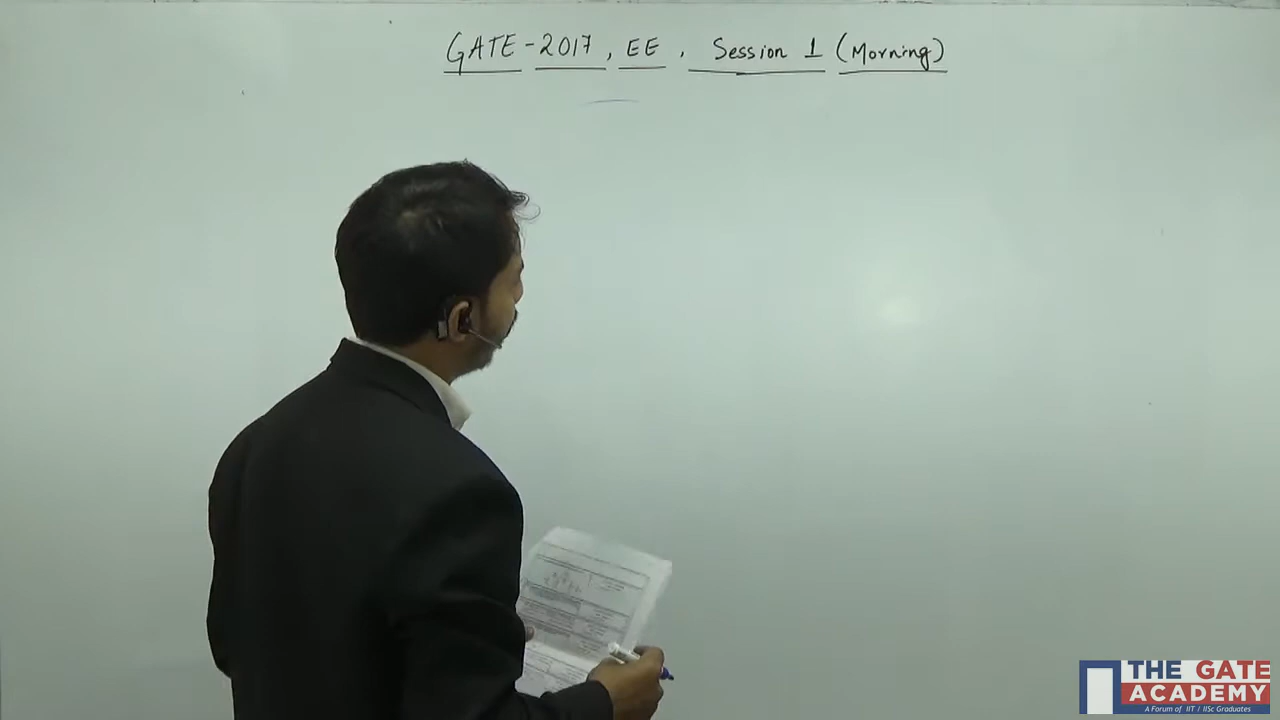 GATE-2017, EE, Session 1 (Morning)
THE GATE
ACADEMY
A Forum of IIT / IISc Graduates